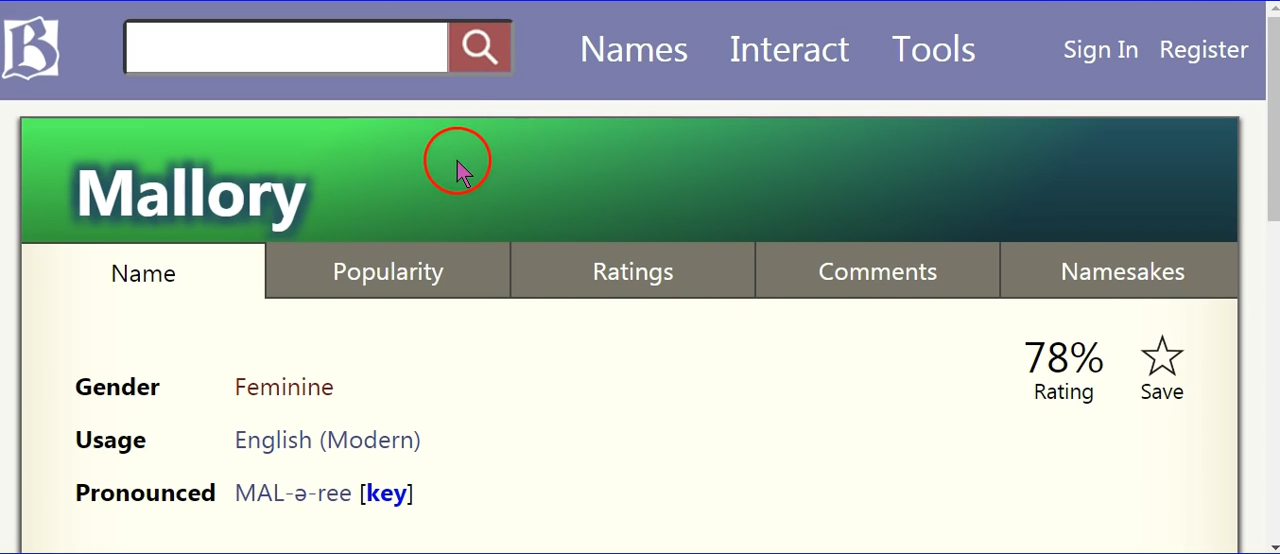 B
Names Interact Tools Sign In Register
Mallory
Name Popularity Ratings Comments Namesakes
78%
Rating
Save
Gender Feminine
Usage English (Modern)
Pronounced MAL-ə-ree [key]